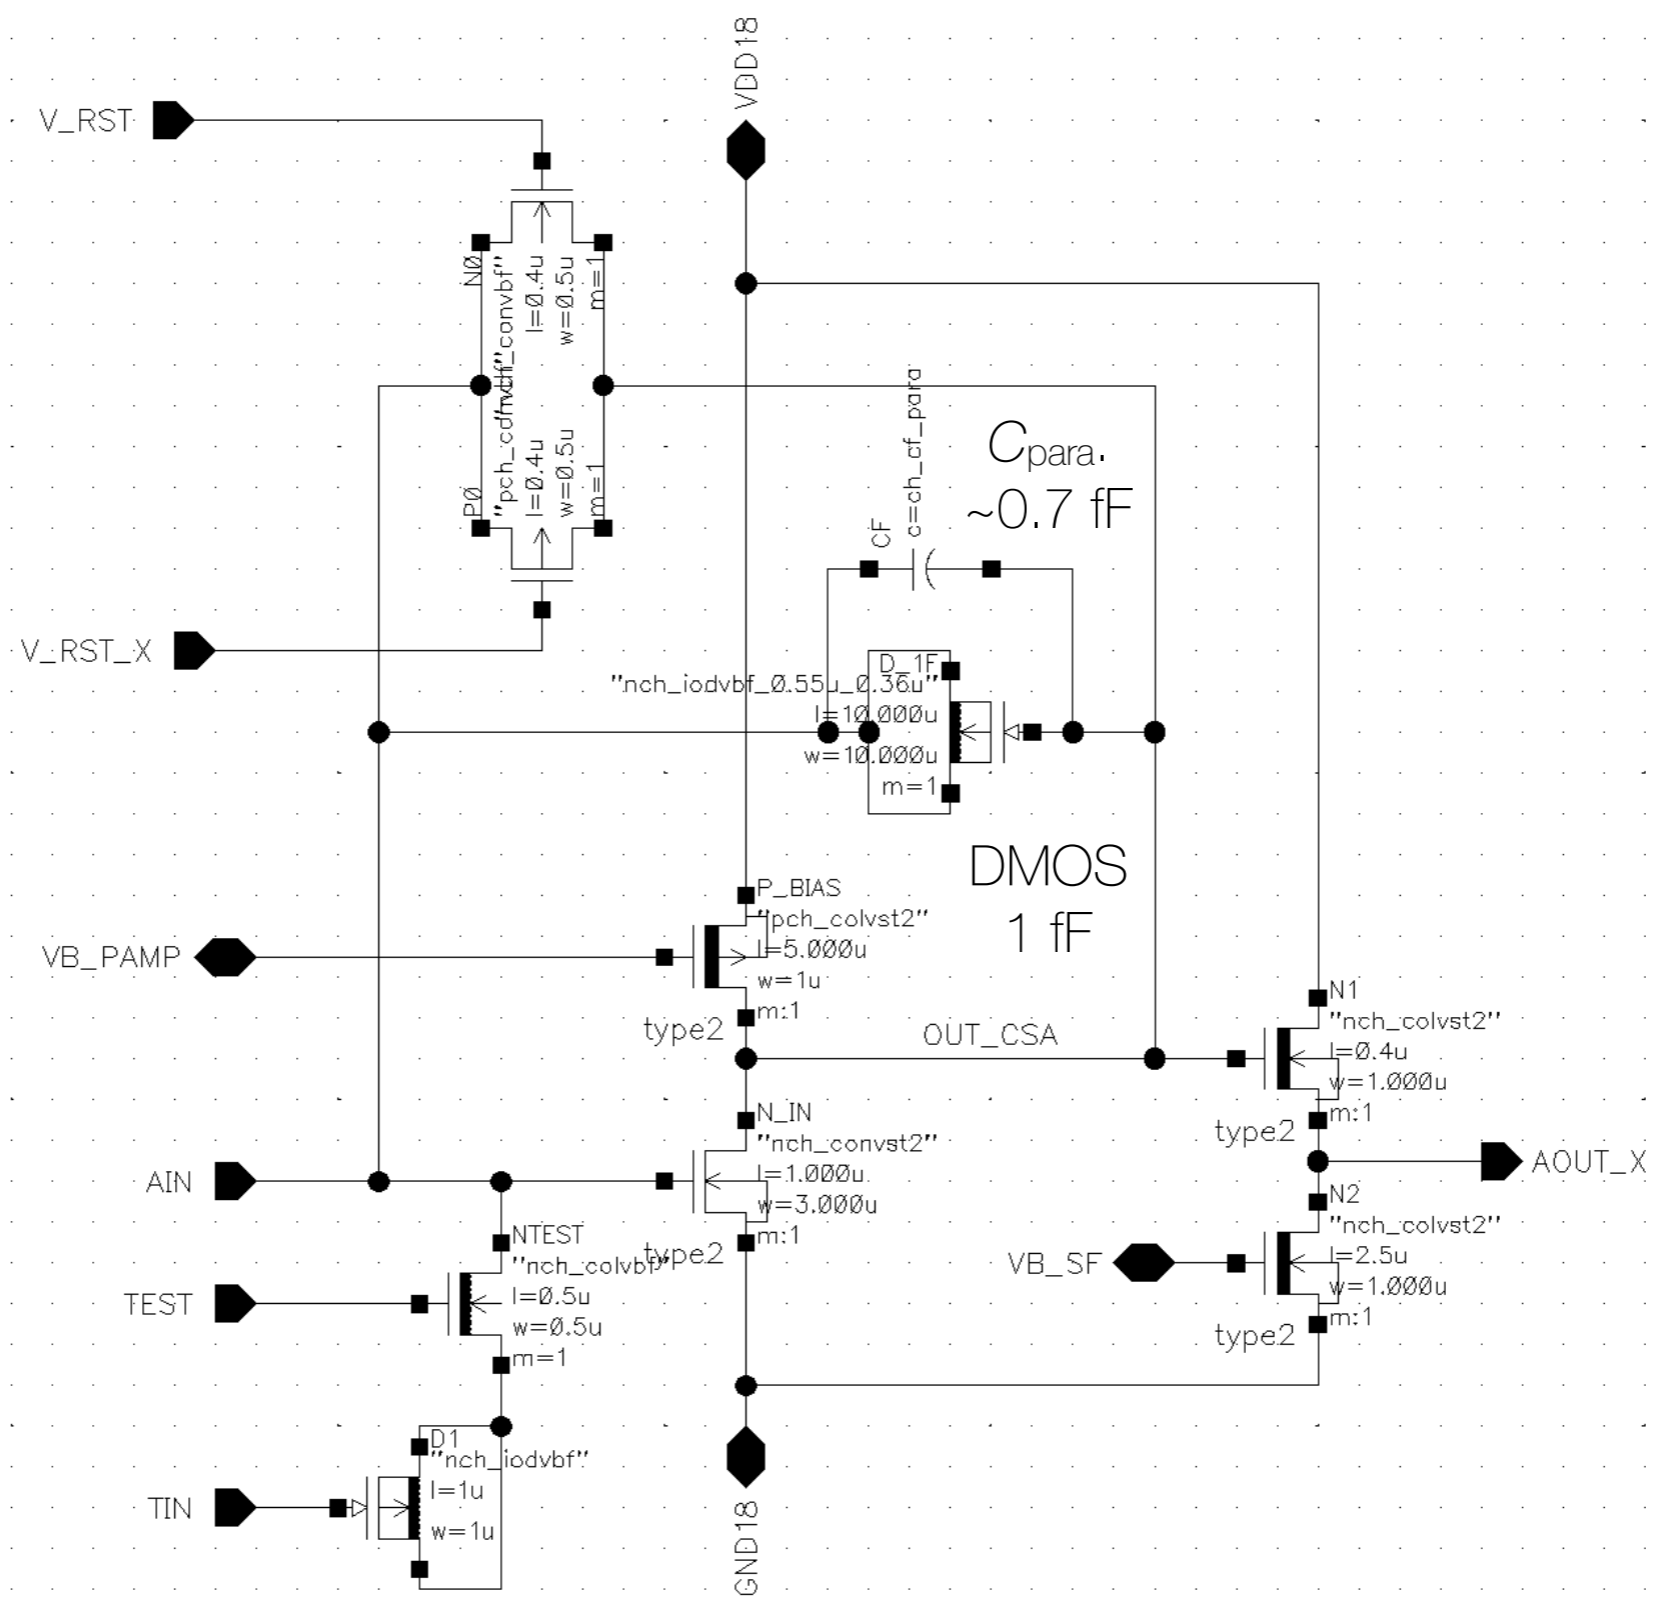 VDD18
V_RST
N0
"nch_convbf"
l=0.4u
w=0.5u
m=1
P0
"pch_convbf"
l=0.4u
w=0.5u
m=1
V_RST_X
CF
c=ch_cf_para
Cpara.
~0.7 fF
D_1F
"nch_iodvbf_0.55u_0.36u"
l=10.000u
w=10.000u
m=1
DMOS
1 fF
P_BIAS
"pch_colvst2"
VB_PAMP
l=5.000u
w=1u
m:1
type2
OUT_CSA
N1
"nch_colvst2"
l=0.4u
w=1.000u
m:1
type2
N_IN
"nch_convst2"
AIN
l=1.000u
w=3.000u
m:1
type2
AOUT_X
N2
"nch_colvst2"
VB_SF
l=2.5u
w=1.000u
m:1
type2
NTEST
"nch_colvbf"
TEST
l=0.5u
w=0.5u
m=1
D1
"nch_iodvbf"
TIN
l=1u
w=1u
GND18